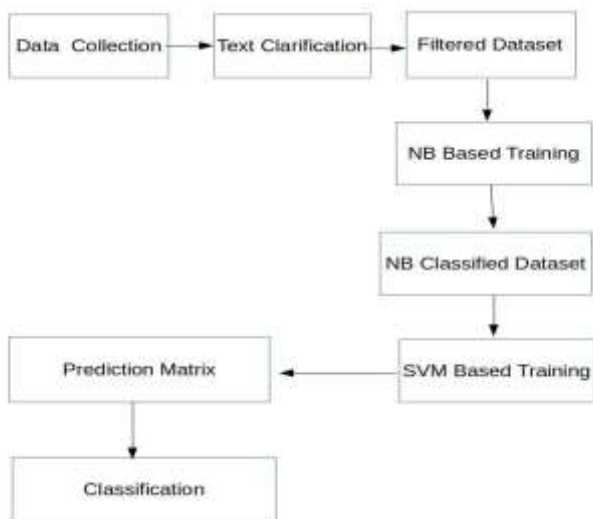 Data Collection
Text Clarification
Filtered Dataset
NB Based Training
NB Classified Dataset
SVM Based Training
Prediction Matrix
Classification